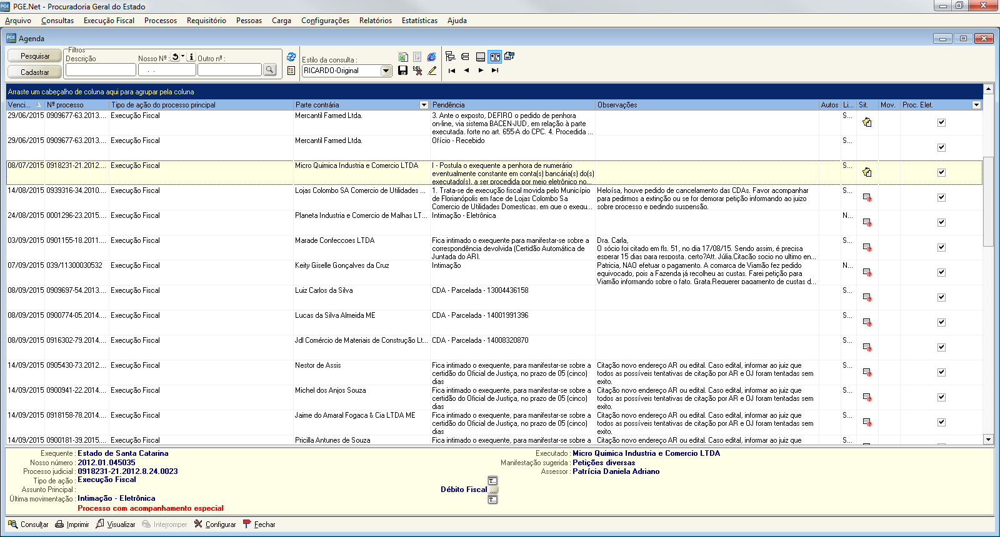 PGE.Net - Procuradoria Geral do Estado
Arquivo Consultas Execução Fiscal Processos Requisitório Pessoas Carga Configurações Relatórios Estatísticas Ajuda
Agenda
Pesquisar
Cadastrar
Filtros
Descrição Nosso Nº : Outro nº :
. .
Estilo da consulta :
RICARDO-Original
Arraste um cabeçalho de coluna aqui para agrupar pela coluna
Venci... Nº processo Tipo de ação do processo principal Parte contrária Pendência Observações Autos Li... Sit. Mov. Proc. Elet.
29/06/2015 0909677-63.2013.... Execução Fiscal Mercantil Farmed Ltda. 3. Ante o exposto, DEFIRO o pedido de penhora S...
on-line, via sistema BACEN-JUD, em relação à parte
executada, forte no art. 655-A do CPC. 4. Procedida ...
29/06/2015 0909677-63.2013.... Execução Fiscal Mercantil Farmed Ltda. Ofício - Recebido S...
08/07/2015 0918231-21.2012.... Execução Fiscal Micro Quimica Industria e Comercio LTDA I - Postula o exequente a penhora de numerário S...
eventualmente constante em conta(s) bancária(s) do(s)
executado(s), a ser procedida por meio eletrônico no...
14/08/2015 0939316-34.2010.... Execução Fiscal Lojas Colombo SA Comercio de Utilidades ... 1. Trata-se de execução fiscal movida pelo Município Heloísa, houve pedido de cancelamento das CDAs. Favor acompanhar S...
de Florianópolis em face de Lojas Colombo Sa para pedirmos a extinção ou se for demorar petição informando ao juizo
Comercio de Utilidades Domesticas, em que o exequ... sobre processo e pedindo suspensão.
24/08/2015 0001296-23.2015.... Execução Fiscal Planeta Industria e Comercio de Malhas LT... Intimação - Eletrônica N...
03/09/2015 0901155-18.2011.... Execução Fiscal Marade Confeccoes LTDA Fica intimado o exequente para manifestar-se sobre a Dra. Carla, S...
correspondência devolvida (Certidão Automática de O sócio foi citado em fls. 51, no dia 17/08/15. Sendo assim, é precisa
Juntada do AR). esperar 15 dias para resposta, certo?Att. Júlia.Citação socio no ultimo en...
07/09/2015 039/11300030532 Execução Fiscal Keity Giselle Gonçalves da Cruz Intimação Patricia, NAO efetuar o pagamento. A comarca de Viamão fez pedido N...
equivocado, pois a Fazenda já recolheu as custas. Farei petição para
Viamão informando sobre o fato. Grata.Requerer pagamento de custas d...
08/09/2015 0909697-54.2013.... Execução Fiscal Luiz Carlos da Silva CDA - Parcelada - 13004436158 S...
08/09/2015 0900774-05.2014.... Execução Fiscal Lucas da Silva Almeida ME CDA - Parcelada - 14001991396 S...
08/09/2015 0916302-79.2014.... Execução Fiscal Jdl Comércio de Materiais de Construção Lt... CDA - Parcelada - 14008320870 S...
14/09/2015 0905430-73.2012.... Execução Fiscal Nestor de Assis Fica intimado o exequente, para manifestar-se sobre a Citação novo endereço AR ou edital. Caso edital, informar ao juiz que S...
certidão do Oficial de Justiça, no prazo de 05 (cinco) todos as possíveis tentativas de citação por AR e OJ foram tentadas sem
dias exito.
14/09/2015 0900941-22.2014.... Execução Fiscal Michel dos Anjos Souza Fica intimado o exequente, para manifestar-se sobre a Citação novo endereço AR ou edital. Caso edital, informar ao juiz que S...
certidão do Oficial de Justiça, no prazo de 05 (cinco) todos as possíveis tentativas de citação por AR e OJ foram tentadas sem
dias exito.
14/09/2015 0918158-78.2014.... Execução Fiscal Jaime do Amaral Fogaca & Cia LTDA ME Fica intimado o exequente, para manifestar-se sobre a Citação novo endereço AR ou edital. Caso edital, informar ao juiz que S...
certidão do Oficial de Justiça, no prazo de 05 (cinco) todos as possíveis tentativas de citação por AR e OJ foram tentadas sem
dias exito.
14/09/2015 0900181-39.2015.... Execução Fiscal Pricilla Antunes de Souza Fica intimado o exequente, para manifestar-se sobre a Citação novo endereço AR ou edital. Caso edital, informar ao juiz que S...
Exequente : Estado de Santa Catarina Executado : Micro Quimica Industria e Comercio LTDA
Nosso número : 2012.01.045035 Manifestação sugerida : Petições diversas
Processo judicial : 0918231-21.2012.8.24.0023 Assessor : Patrícia Daniela Adriano
Tipo de ação : Execução Fiscal T...
Assunto Principal : Débito Fiscal ...
Última movimentação : Intimação - Eletrônica T...
Processo com acompanhamento especial
Consultar Imprimir Visualizar Interromper Configurar Fechar